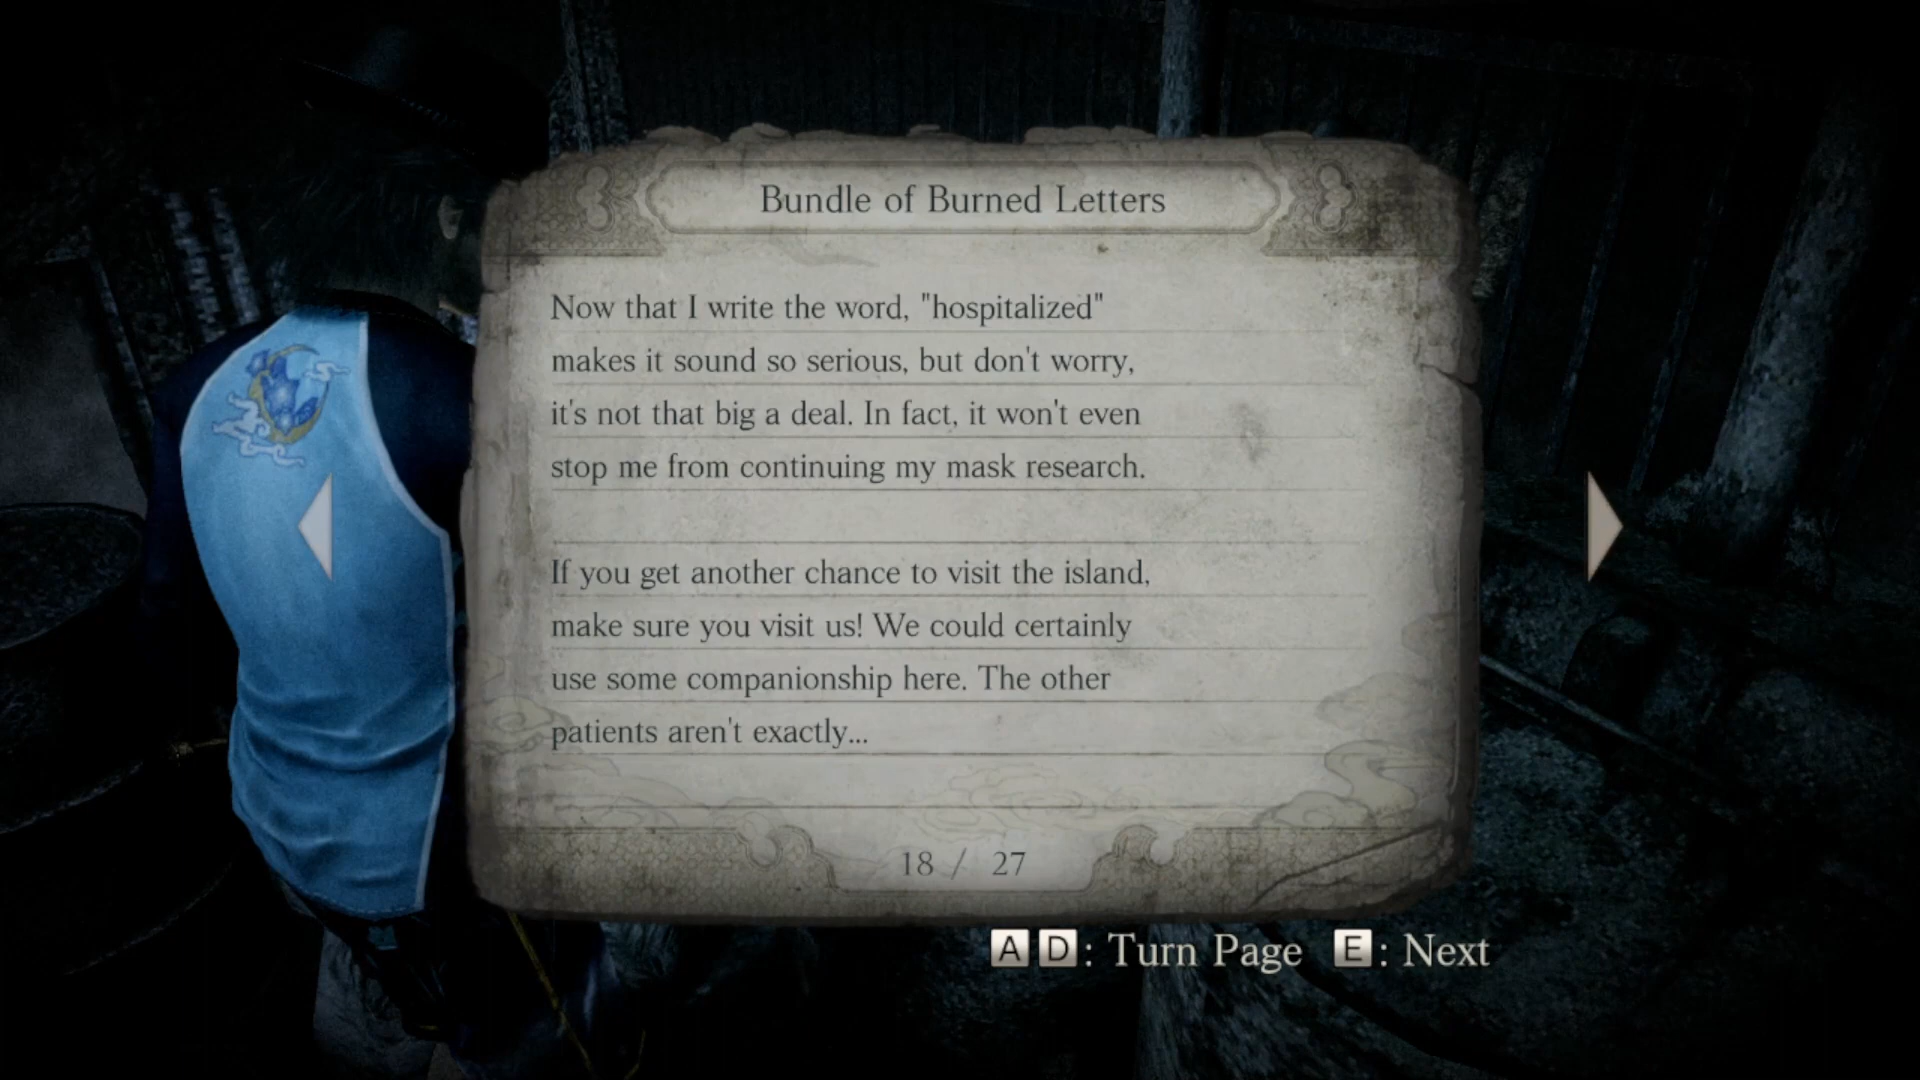 Bundle of Burned Letters
Now that I write the word, "hospitalized"
makes it sound so serious, but don't worry,
it's not that big a deal. In fact, it won't even
stop me from continuing my mask research.
If you get another chance to visit the island,
make sure you visit us! We could certainly
use some companionship here. The other
patients aren't exactly...
18 / 27
A D : Turn Page E : Next